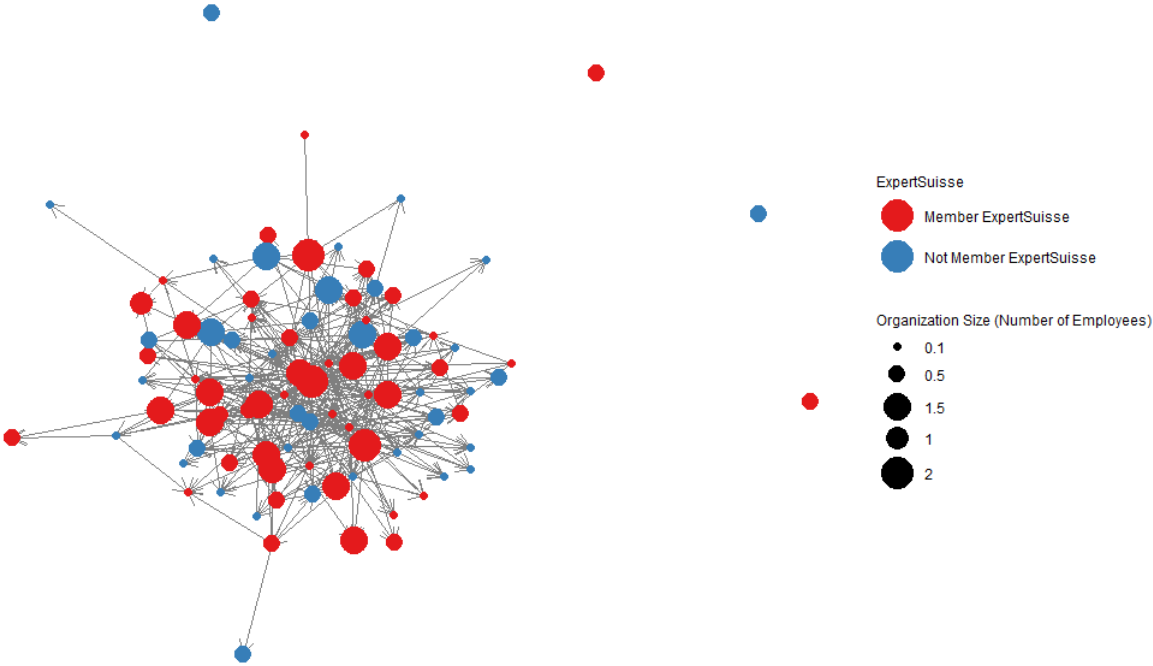 ExpertSuisse
Member ExpertSuisse
Not Member ExpertSuisse
Organization Size (Number of Employees)
0.1
0.5
1.5
1
2